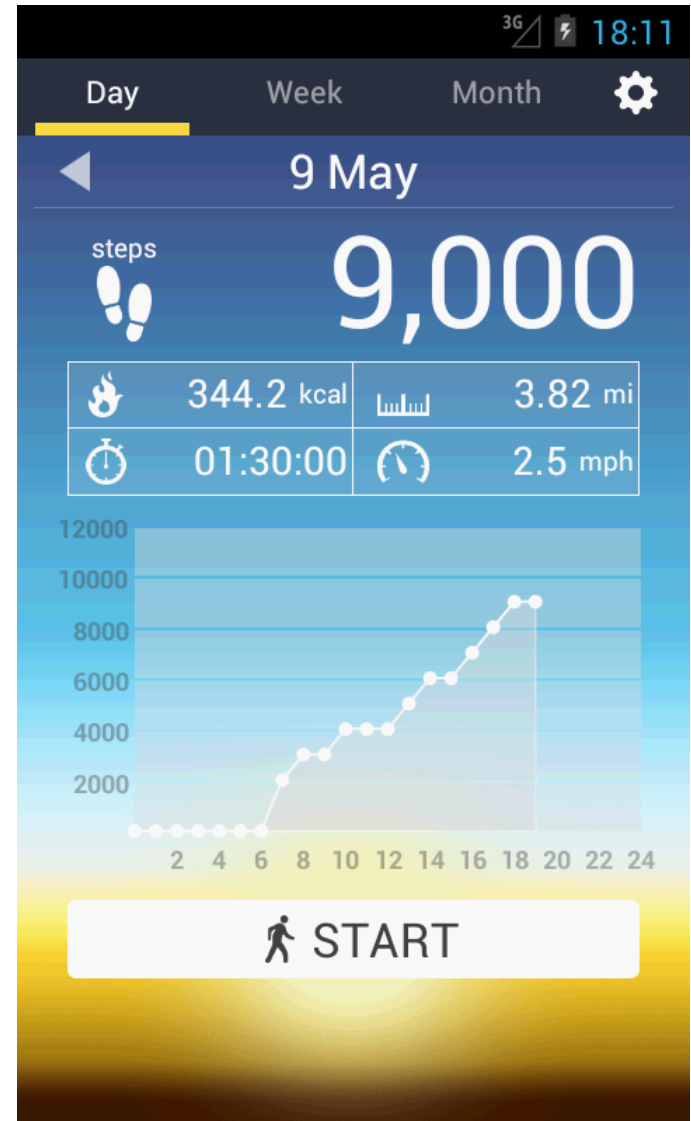 3G 18:11
Day Week Month
9 May
steps
9,000
344.2 kcal 3.82 mi
01:30:00 2.5 mph
12000
10000
8000
6000
4000
2000
2 4 6 8 10 12 14 16 18 20 22 24
START